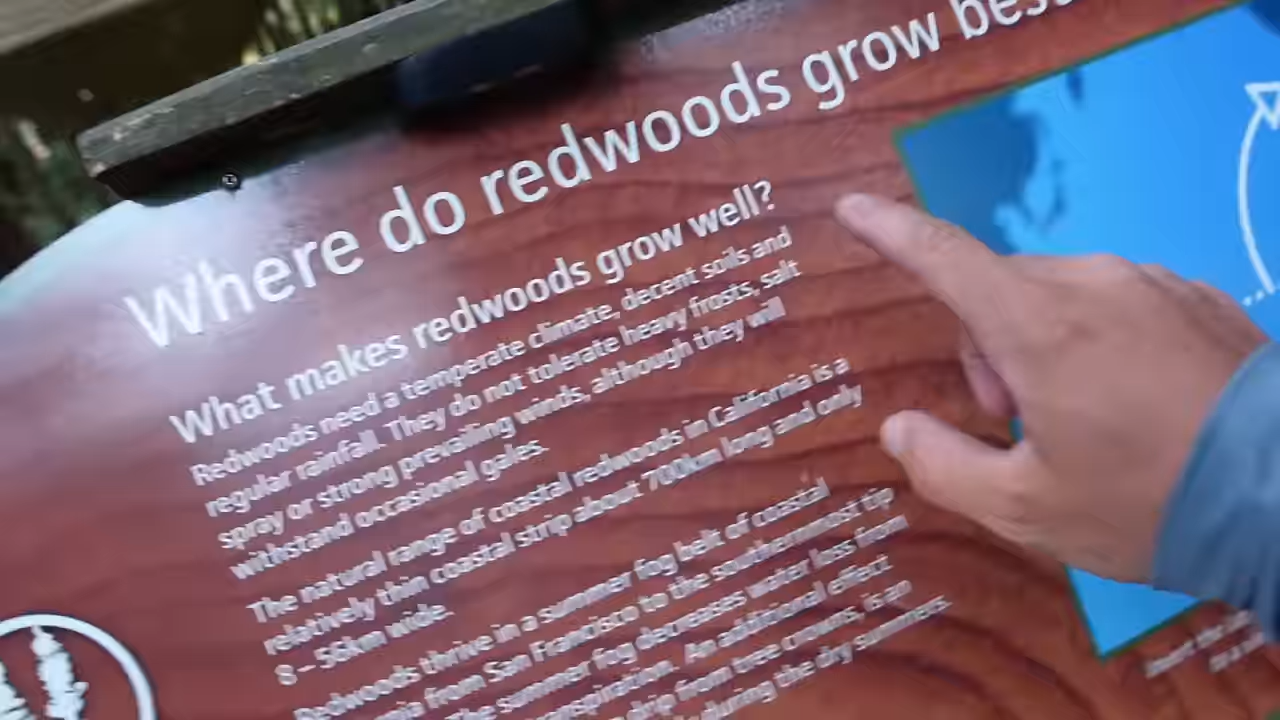 Where do redwoods grow best
What makes redwoods grow well?
Redwoods need a temperate climate, decent soils and
regular rainfall. They do not tolerate heavy frosts, salt
spray or strong prevailing winds, although they will
withstand occasional gales.
The natural range of coastal redwoods in California is a
relatively thin coastal strip about 700km long and only
8 – 56km wide.
Redwoods thrive in a summer fog belt of coastal
from San Francisco to the southernmost tip
The summer fog decreases water loss from
transpiration. An additional effect
drip from tree crowns, is an
during the dry summers.